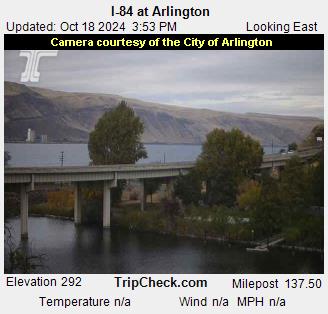 I-84 at Arlington
Updated: Oct 18 2024 3:53 PM Looking East
Camera courtesy of the City of Arlington
Elevation 292 TripCheck.com Milepost 137.50
Temperature n/a Wind n/a MPH n/a